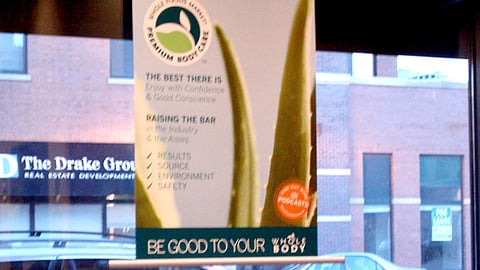 WHOLE FOODS MARKET
PREMIUM BODY CARE
THE BEST THERE IS
Enjoy with Confidence
& Good Conscience
RAISING THE BAR
in the Industry
& the Aisles
✓ RESULTS
✓ SOURCE
✓ ENVIRONMENT
✓ SAFETY
PODCASTS
BE GOOD TO YOUR WHOLE BODY
D The Drake Grou
REAL ESTATE DEVELOPMENT